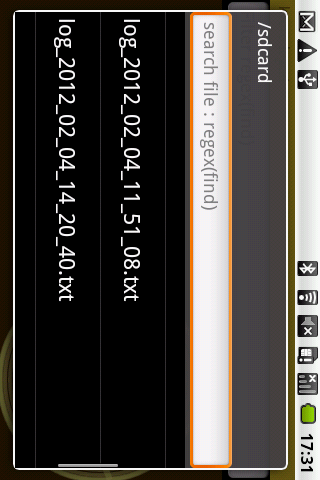 17:31
/sdcard
search file : regex(find)
log_2012_02_04_11_51_08.txt
log_2012_02_04_14_20_40.txt